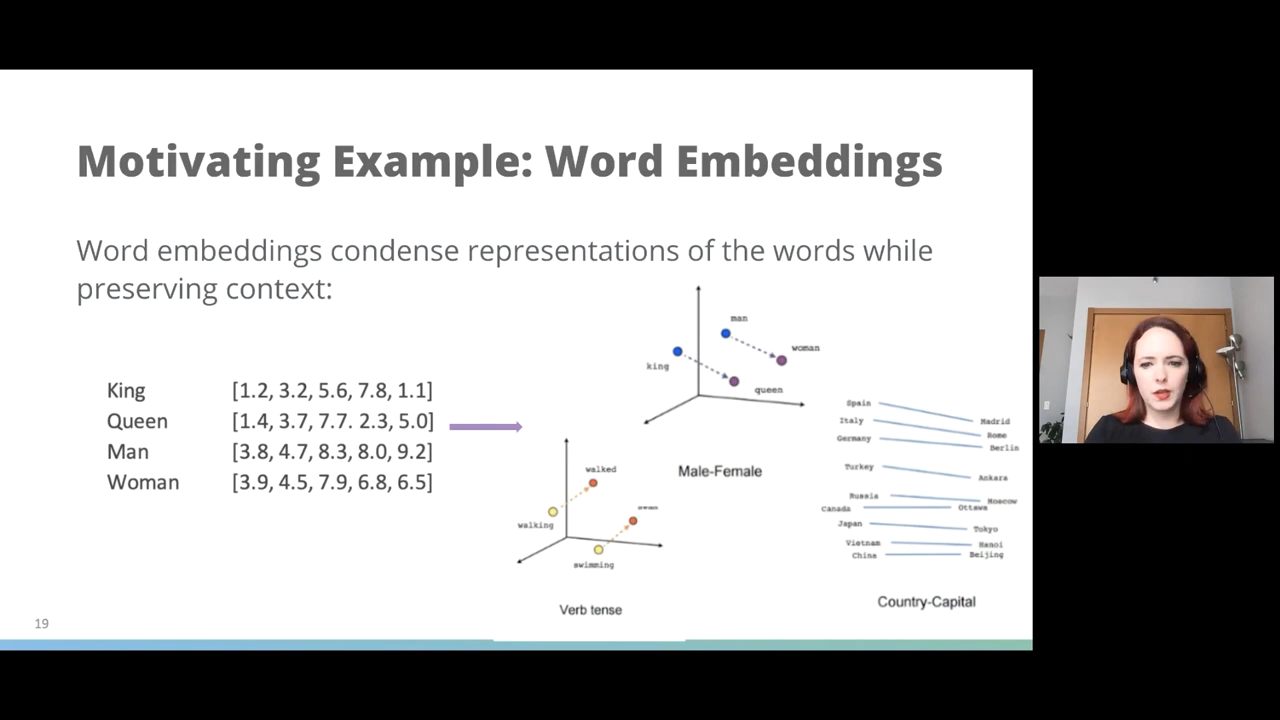 Motivating Example: Word Embeddings
Word embeddings condense representations of the words while
preserving context:
King [1.2, 3.2, 5.6, 7.8, 1.1]
Queen [1.4, 3.7, 7.7. 2.3, 5.0]
Man [3.8, 4.7, 8.3, 8.0, 9.2]
Woman [3.9, 4.5, 7.9, 6.8, 6.5]
man
woman
king
queen
Male-Female
walked
walking
swimming
Verb tense
Spain Madrid
Italy Rome
Germany Berlin
Turkey Ankara
Russia Moscow
Canada Ottawa
Japan Tokyo
Vietnam Hanoi
China Beijing
Country-Capital
19